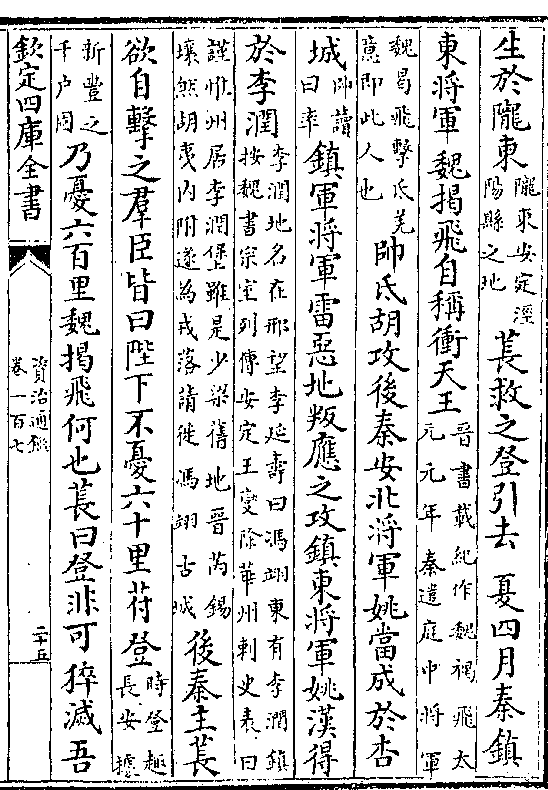 生於隴東隴東安定涇陽縣之地萇救之登引去 夏四月秦鎮
東將軍魏揭飛自稱衝天王晉書載紀作魏褐飛太元元年秦遣庭中將軍
魏曷飛擊氐羌意即此人也帥氐胡攻後秦安北將軍姚當成於杏
城帥讀曰率鎮軍將軍雷惡地叛應之攻鎮東將軍姚漢得
於李潤李潤地名在邢望李延壽曰馮翊東有李潤鎮按魏書宗室列傳安定王燮除華州刺史表曰
謹惟州居李潤堡雖是少梁舊地晉芮錫壤然胡夷内附遂為戎落請徙馮翊古城後秦主萇
欲自擊之羣臣皆曰陛下不憂六十里苻登時登趣長安據
新豐之千户固乃憂六百里魏揭飛何也萇曰登非可猝滅吾
欽定四庫全書
資治通鑑
卷一百七
二十五